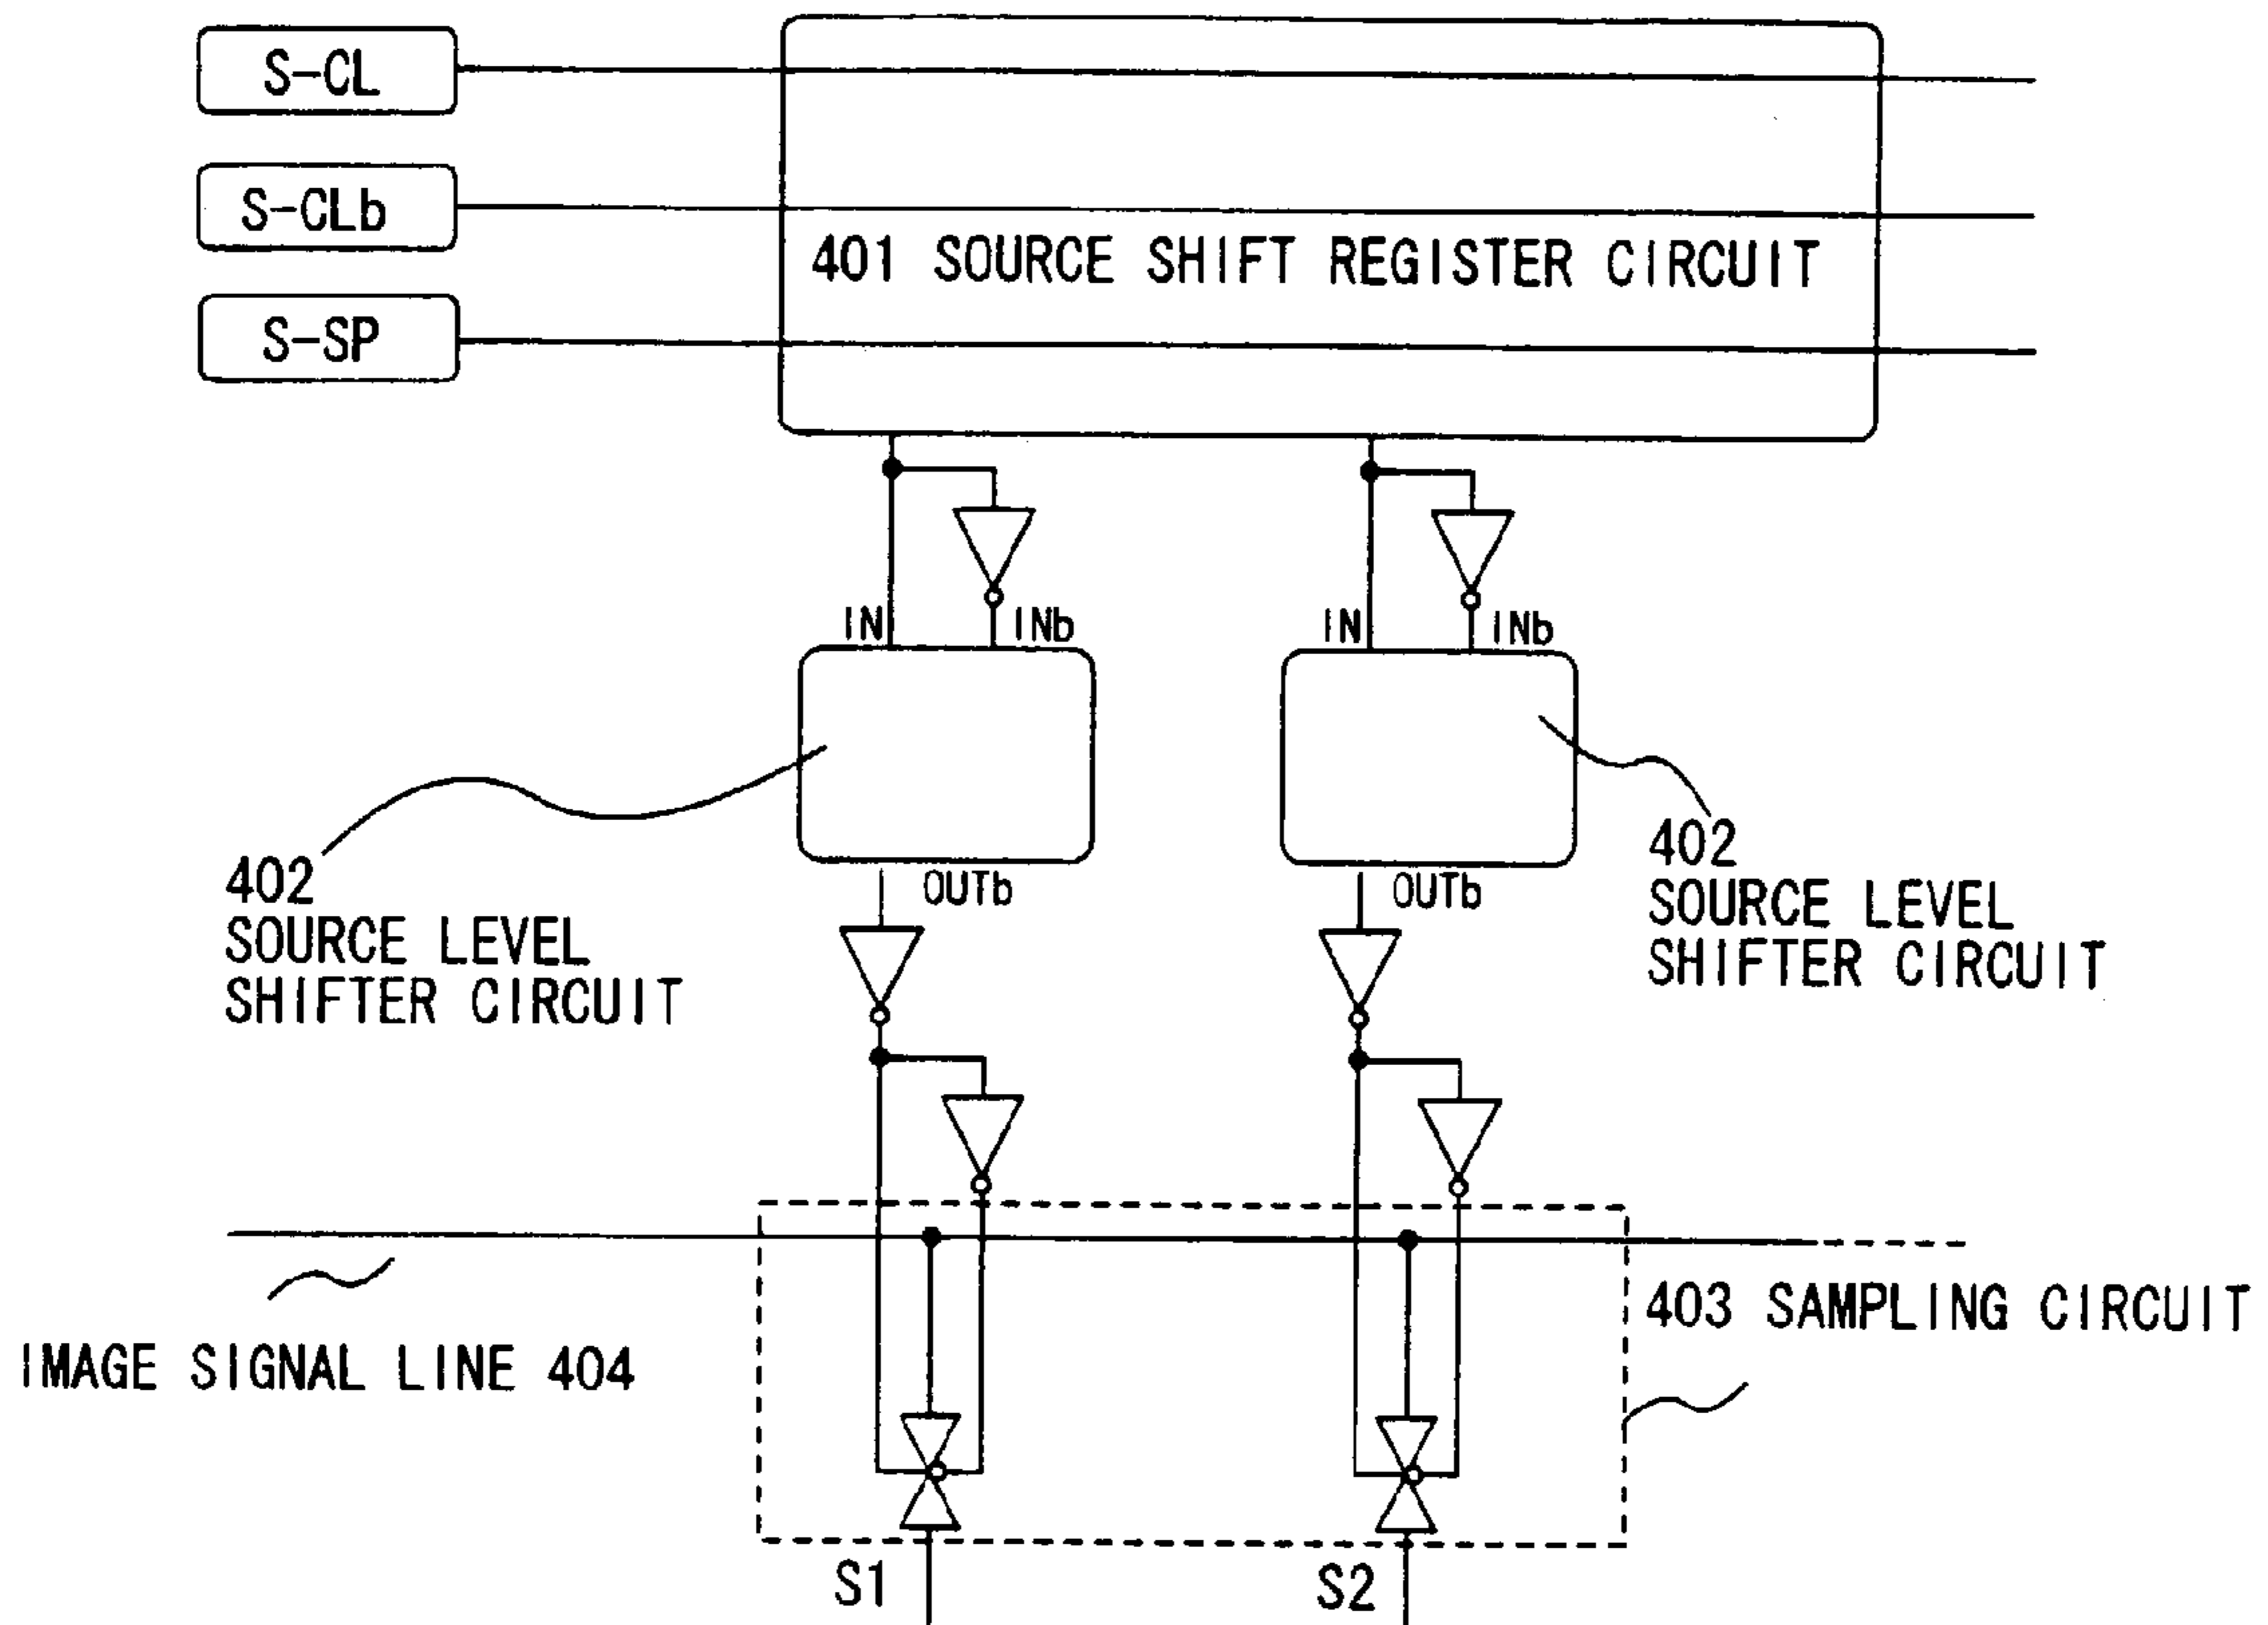 S-CL
S-CLb
401 SOURCE SHIFT REGISTER CIRCUIT
S-SP
IN
INb
IN
INb
402
SOURCE LEVEL
SHIFTER CIRCUIT
OUTb
OUTb
402
SOURCE LEVEL
SHIFTER CIRCUIT
IMAGE SIGNAL LINE 404
403 SAMPLING CIRCUIT
S1
S2